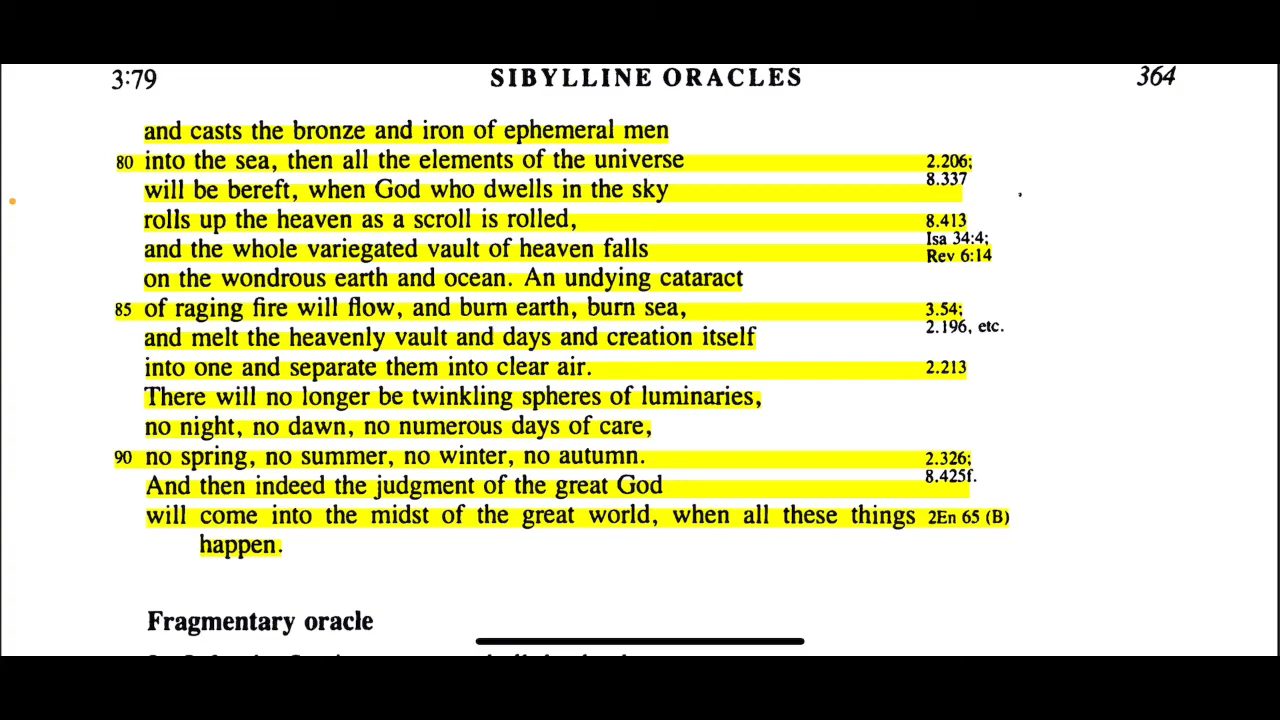 3:79 SIBYLLINE ORACLES 364
and casts the bronze and iron of ephemeral men
80 into the sea, then all the elements of the universe 2.206;
will be bereft, when God who dwells in the sky 8.337
rolls up the heaven as a scroll is rolled, 8.413
and the whole variegated vault of heaven falls Isa 34:4;
on the wondrous earth and ocean. An undying cataract Rev 6:14
85 of raging fire will flow, and burn earth, burn sea, 3.54;
and melt the heavenly vault and days and creation itself 2.196, etc.
into one and separate them into clear air. 2.213
There will no longer be twinkling spheres of luminaries,
no night, no dawn, no numerous days of care,
90 no spring, no summer, no winter, no autumn. 2.326;
And then indeed the judgment of the great God 8.425f.
will come into the midst of the great world, when all these things 2En 65 (B)
happen.
Fragmentary oracle